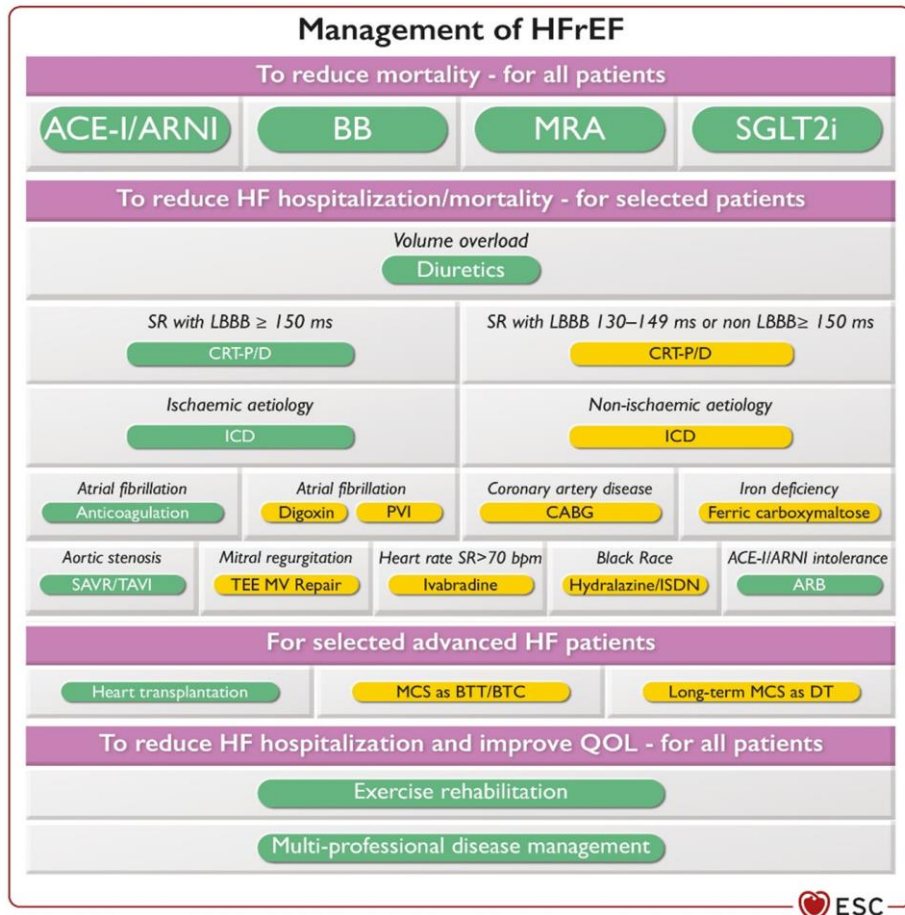 Management of HFrEF
To reduce mortality - for all patients
ACE-I/ARNI BB MRA SGLT2i
To reduce HF hospitalization/mortality - for selected patients
Volume overload
Diuretics
SR with LBBB ≥ 150 ms SR with LBBB 130–149 ms or non LBBB≥ 150 ms
CRT-P/D CRT-P/D
Ischaemic aetiology Non-ischaemic aetiology
ICD ICD
Atrial fibrillation Atrial fibrillation Coronary artery disease Iron deficiency
Anticoagulation Digoxin PVI CABG Ferric carboxymaltose
Aortic stenosis Mitral regurgitation Heart rate SR>70 bpm Black Race ACE-I/ARNI intolerance
SAVR/TAVI TEE MV Repair Ivabradine Hydralazine/ISDN ARB
For selected advanced HF patients
Heart transplantation MCS as BTT/BTC Long-term MCS as DT
To reduce HF hospitalization and improve QOL - for all patients
Exercise rehabilitation
Multi-professional disease management
ESC